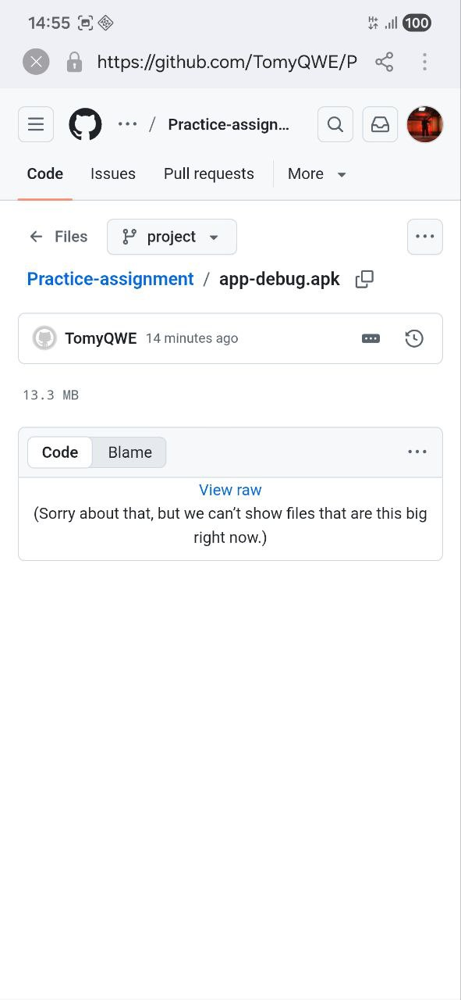 14:55 H+ 100
https://github.com/TomyQWE/P
... / Practice-assign...
Code Issues Pull requests More
Files project
Practice-assignment / app-debug.apk
TomyQWE 14 minutes ago
13.3 MB
Code Blame
View raw
(Sorry about that, but we can’t show files that are this big
right now.)